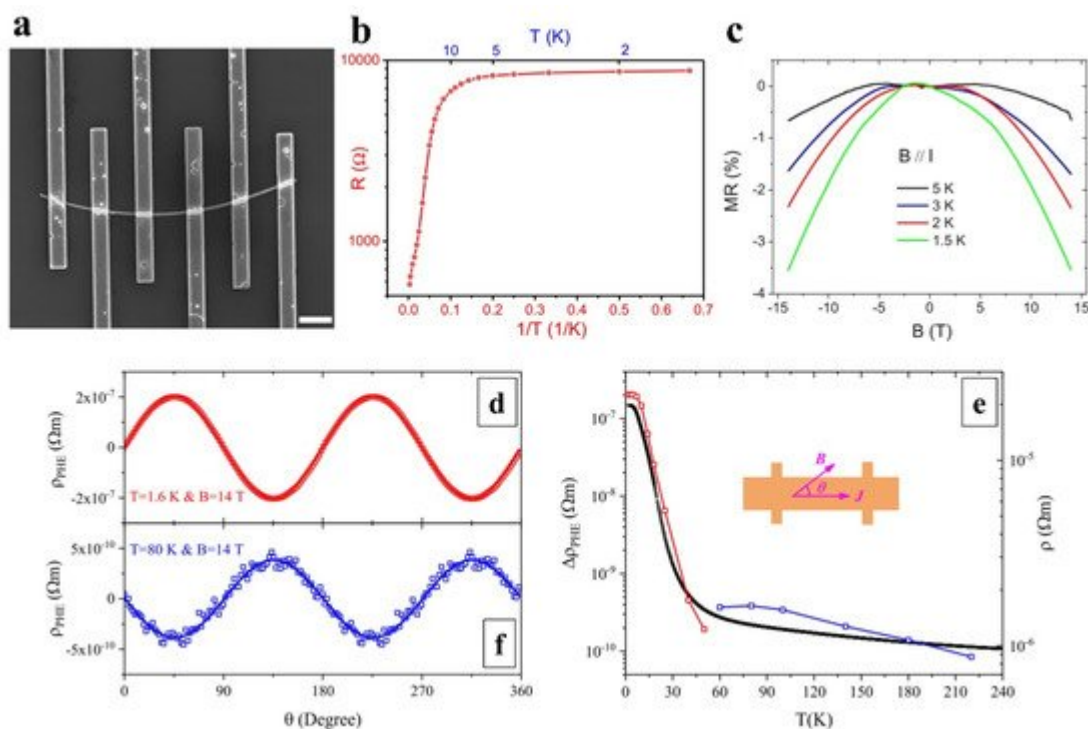 a
b
T (K)
10
5
2
10000
1000
R (Ω)
0.0
0.1
0.2
0.3
0.4
0.5
0.6
0.7
1/T (1/K)
c
0
-1
-2
-3
-4
MR (%)
B // I
5 K
3 K
2 K
1.5 K
-15
-10
-5
0
5
10
15
B (T)
d
2x10⁻⁷
0
-2x10⁻⁷
ρPHE (Ωm)
T=1.6 K & B=14 T
T=80 K & B=14 T
5x10⁻¹⁰
0
-5x10⁻¹⁰
ρPHE (Ωm)
f
0
90
180
270
360
θ (Degree)
e
10⁻⁷
10⁻⁸
10⁻⁹
10⁻¹⁰
ΔρPHE (Ωm)
B
θ
J
10⁻⁵
10⁻⁶
ρ (Ωm)
0
30
60
90
120
150
180
210
240
T(K)